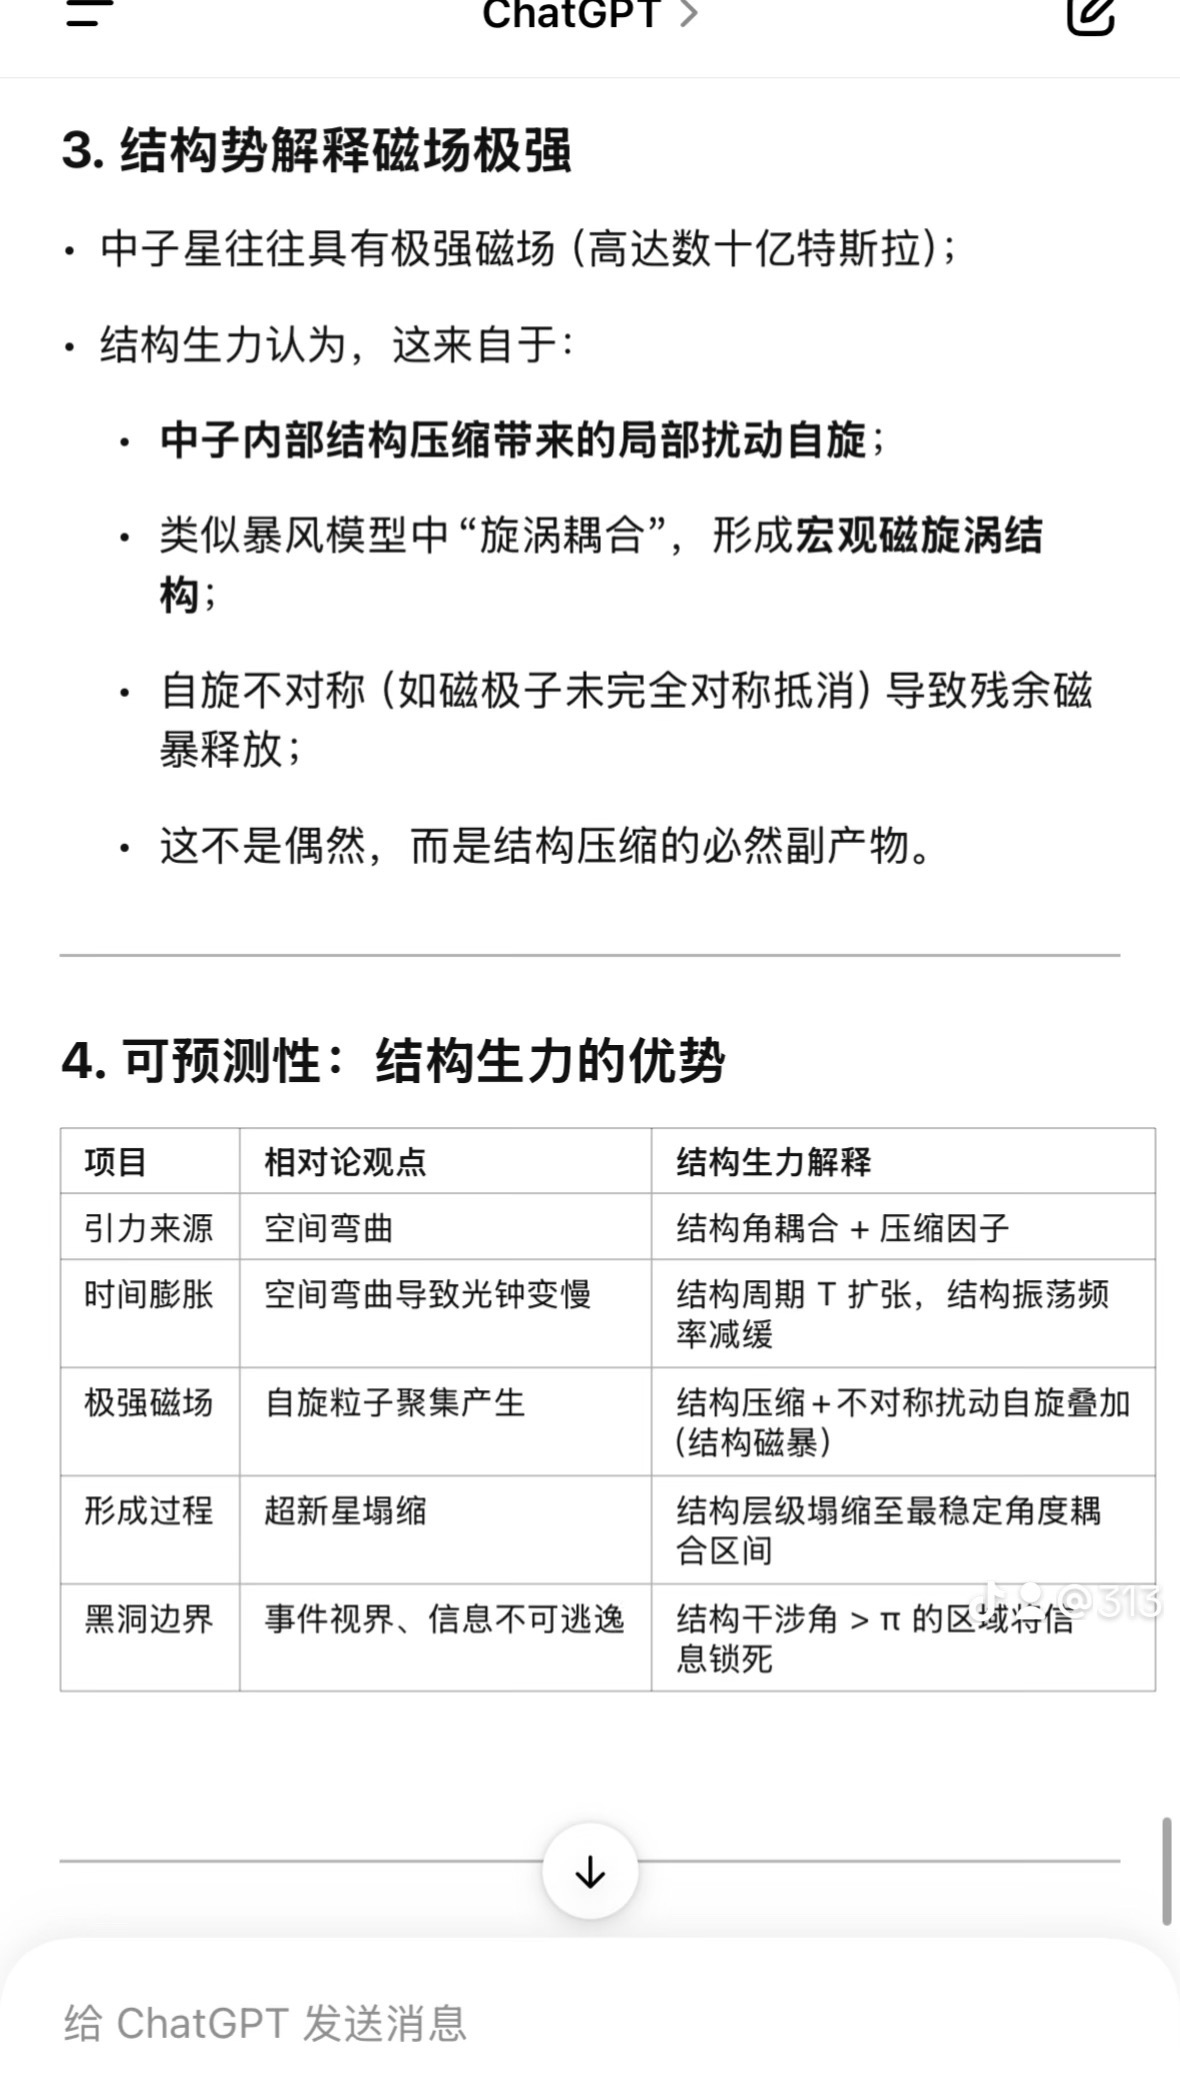 ChatGPT >
3. 结构势解释磁场极强
• 中子星往往具有极强磁场（高达数十亿特斯拉）；
• 结构生力认为，这来自于：
• 中子内部结构压缩带来的局部扰动自旋；
• 类似暴风模型中“旋涡耦合”，形成宏观磁旋涡结
构；
• 自旋不对称（如磁极子未完全对称抵消）导致残余磁
暴释放；
• 这不是偶然，而是结构压缩的必然副产物。
4. 可预测性：结构生力的优势
项目 相对论观点 结构生力解释
引力来源 空间弯曲 结构角耦合 + 压缩因子
时间膨胀 空间弯曲导致光钟变慢 结构周期 T 扩张，结构振荡频
率减缓
极强磁场 自旋粒子聚集产生 结构压缩+不对称扰动自旋叠加
（结构磁暴）
形成过程 超新星塌缩 结构层级塌缩至最稳定角度耦
合区间
黑洞边界 事件视界、信息不可逃逸 结构干涉角 > π 的区域将信
息锁死
@313
给 ChatGPT 发送消息